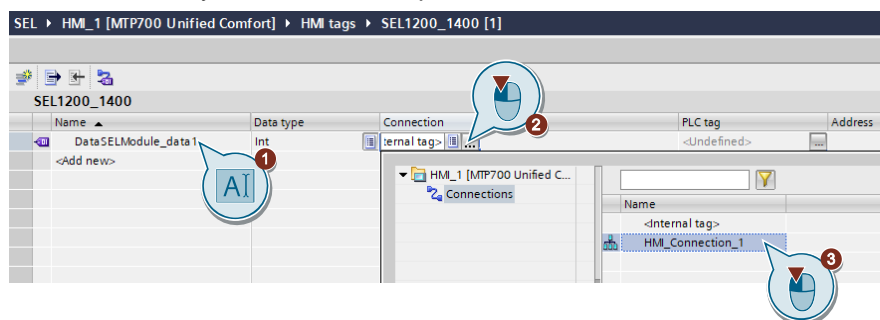 SEL ▸ HMI_1 [MTP700 Unified Comfort] ▸ HMI tags ▸ SEL1200_1400 [1]
SEL1200_1400
Name Data type Connection PLC tag Address
DataSELModule_data1 Int ternal tag> ... <Undefined> ...
<Add new>
1
2
AI
HMI_1 [MTP700 Unified C...
Connections
Name
<Internal tag>
HMI_Connection_1
3